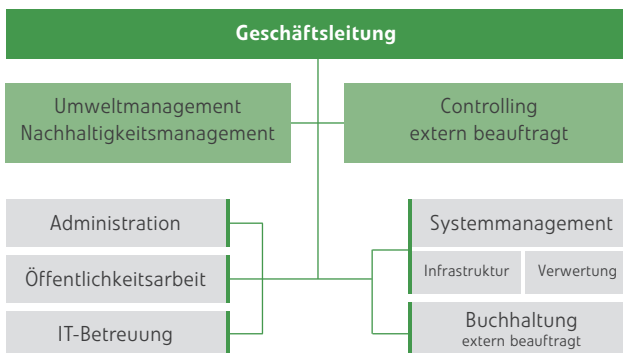 Geschäftsleitung
Umweltmanagement
Nachhaltigkeitsmanagement
Controlling
extern beauftragt
Administration
Öffentlichkeitsarbeit
IT-Betreuung
Systemmanagement
Infrastruktur
Verwertung
Buchhaltung
extern beauftragt